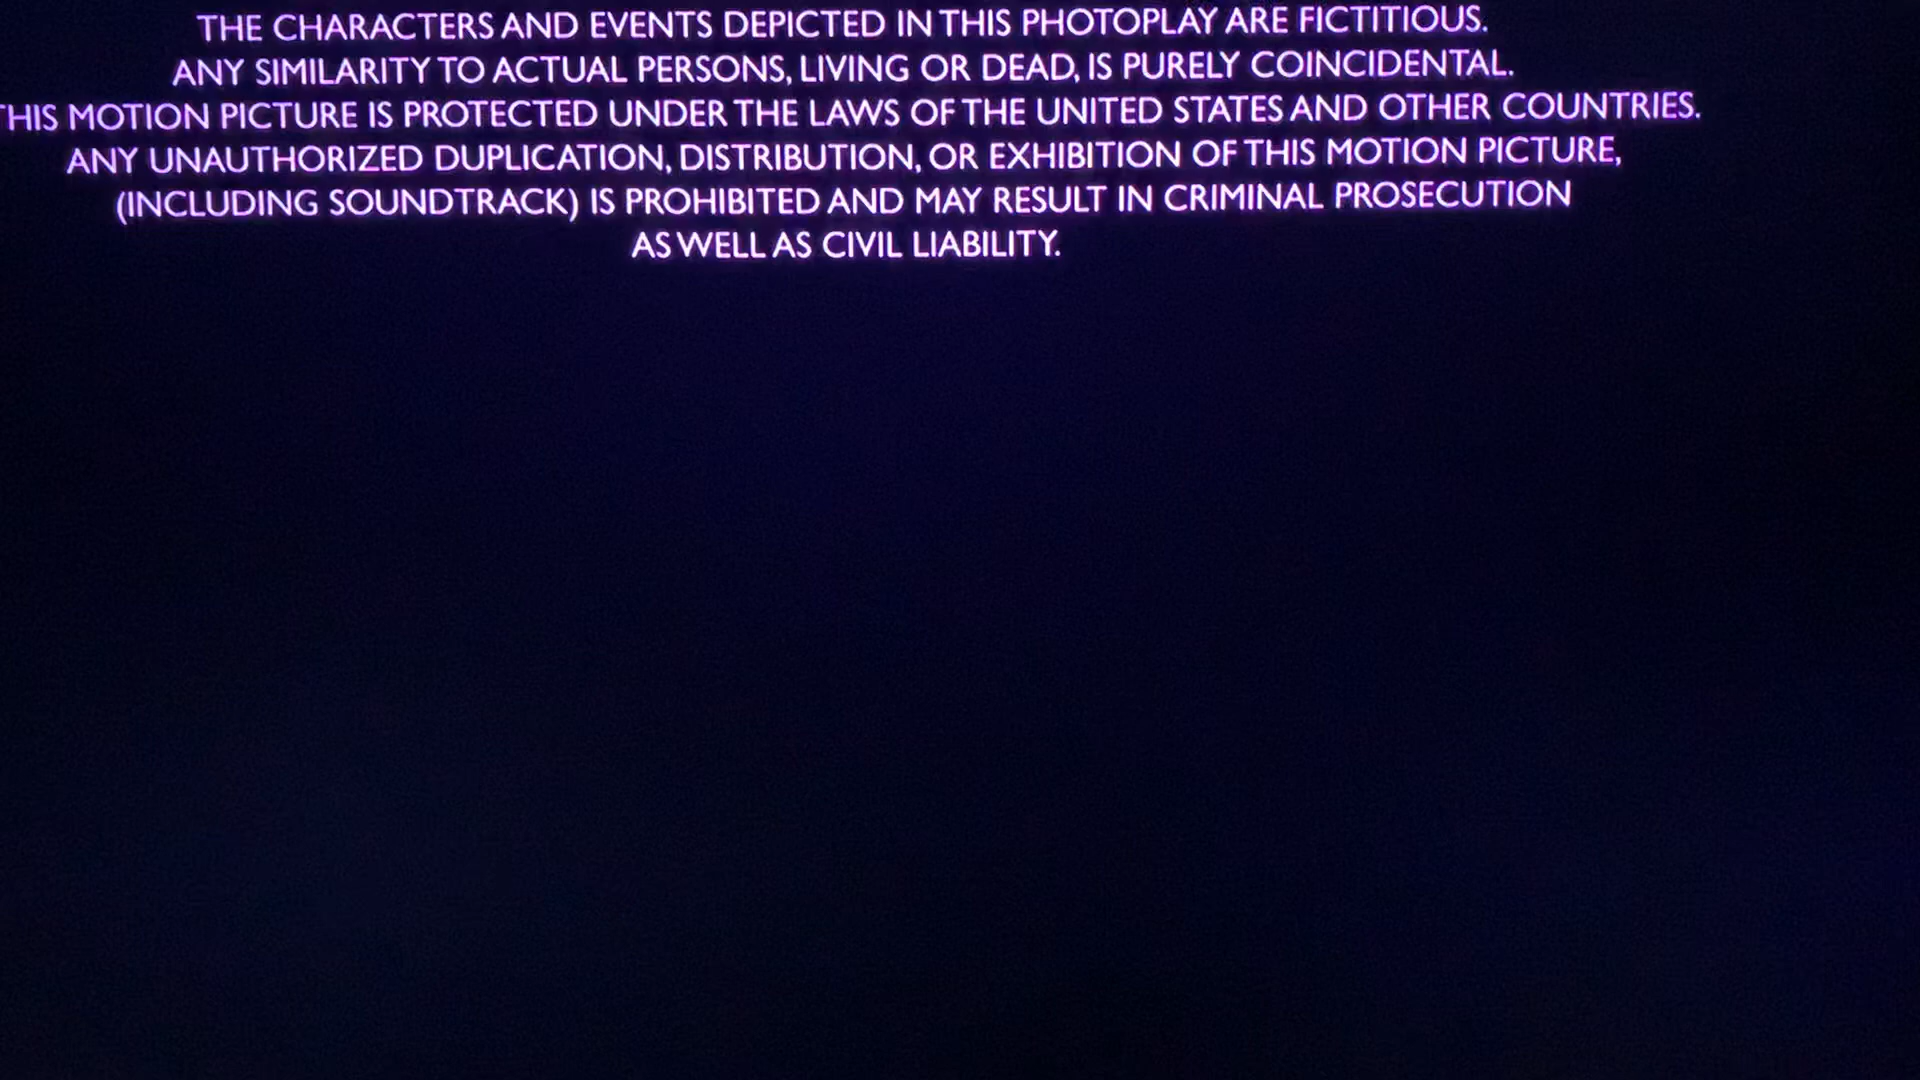 THE CHARACTERS AND EVENTS DEPICTED IN THIS PHOTOPLAY ARE FICTITIOUS.
ANY SIMILARITY TO ACTUAL PERSONS, LIVING OR DEAD, IS PURELY COINCIDENTAL.
THIS MOTION PICTURE IS PROTECTED UNDER THE LAWS OF THE UNITED STATES AND OTHER COUNTRIES.
ANY UNAUTHORIZED DUPLICATION, DISTRIBUTION, OR EXHIBITION OF THIS MOTION PICTURE,
(INCLUDING SOUNDTRACK) IS PROHIBITED AND MAY RESULT IN CRIMINAL PROSECUTION
AS WELL AS CIVIL LIABILITY.